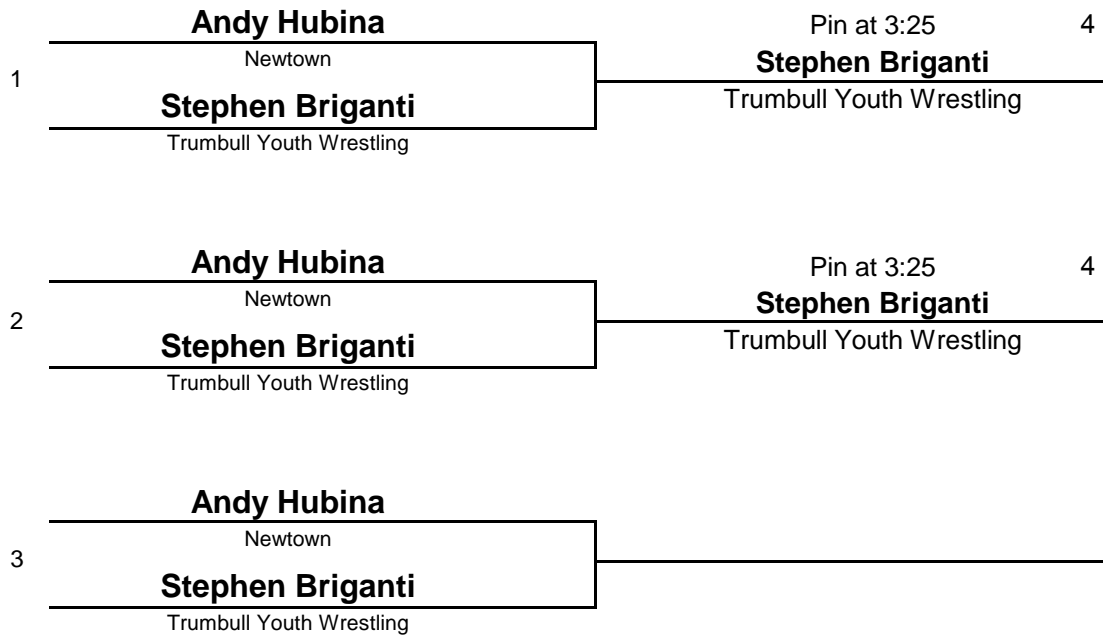 Andy Hubina
Newtown
1
Stephen Briganti
Trumbull Youth Wrestling
Pin at 3:25 4
Stephen Briganti
Trumbull Youth Wrestling
Andy Hubina
Newtown
2
Stephen Briganti
Trumbull Youth Wrestling
Pin at 3:25 4
Stephen Briganti
Trumbull Youth Wrestling
Andy Hubina
Newtown
3
Stephen Briganti
Trumbull Youth Wrestling